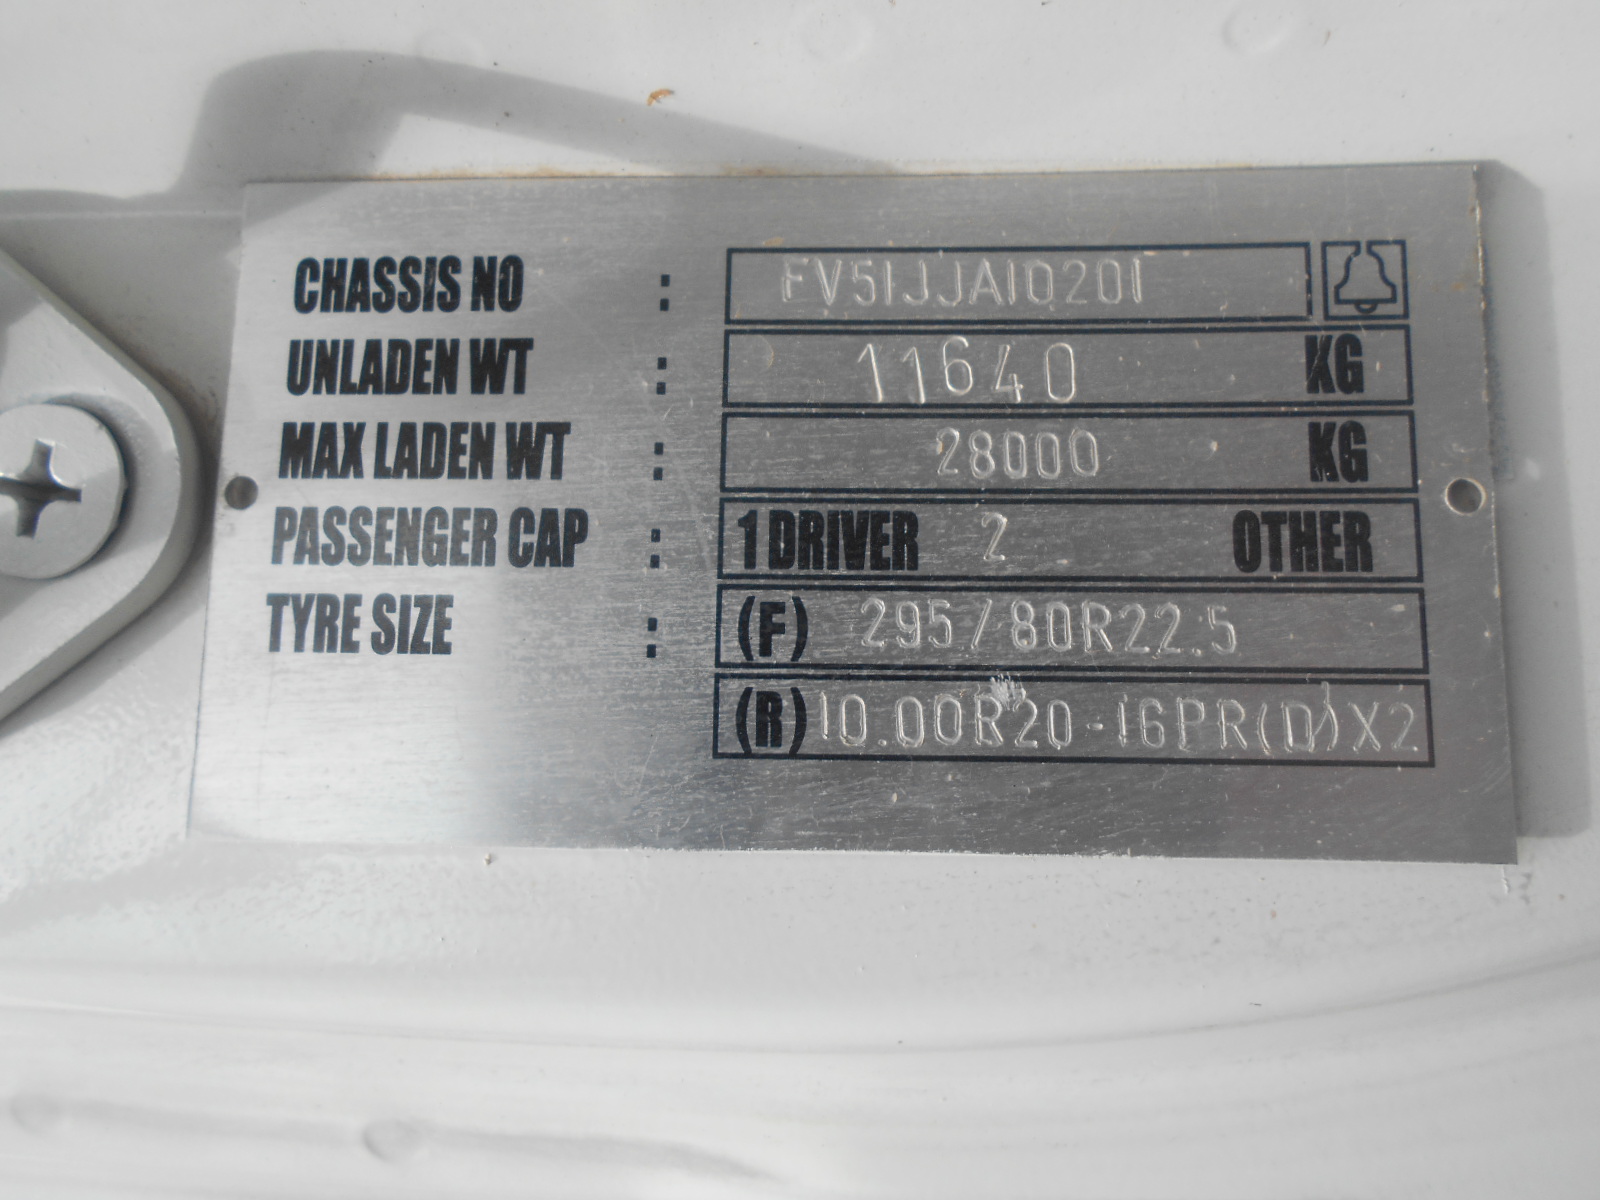 CHASSIS NO : FV51JJA10201
UNLADEN WT : 11640 KG
MAX LADEN WT : 28000 KG
PASSENGER CAP : 1 DRIVER 2 OTHER
TYRE SIZE : (F) 295/80R22.5
(R) 10.00R20-16PR(D)X2